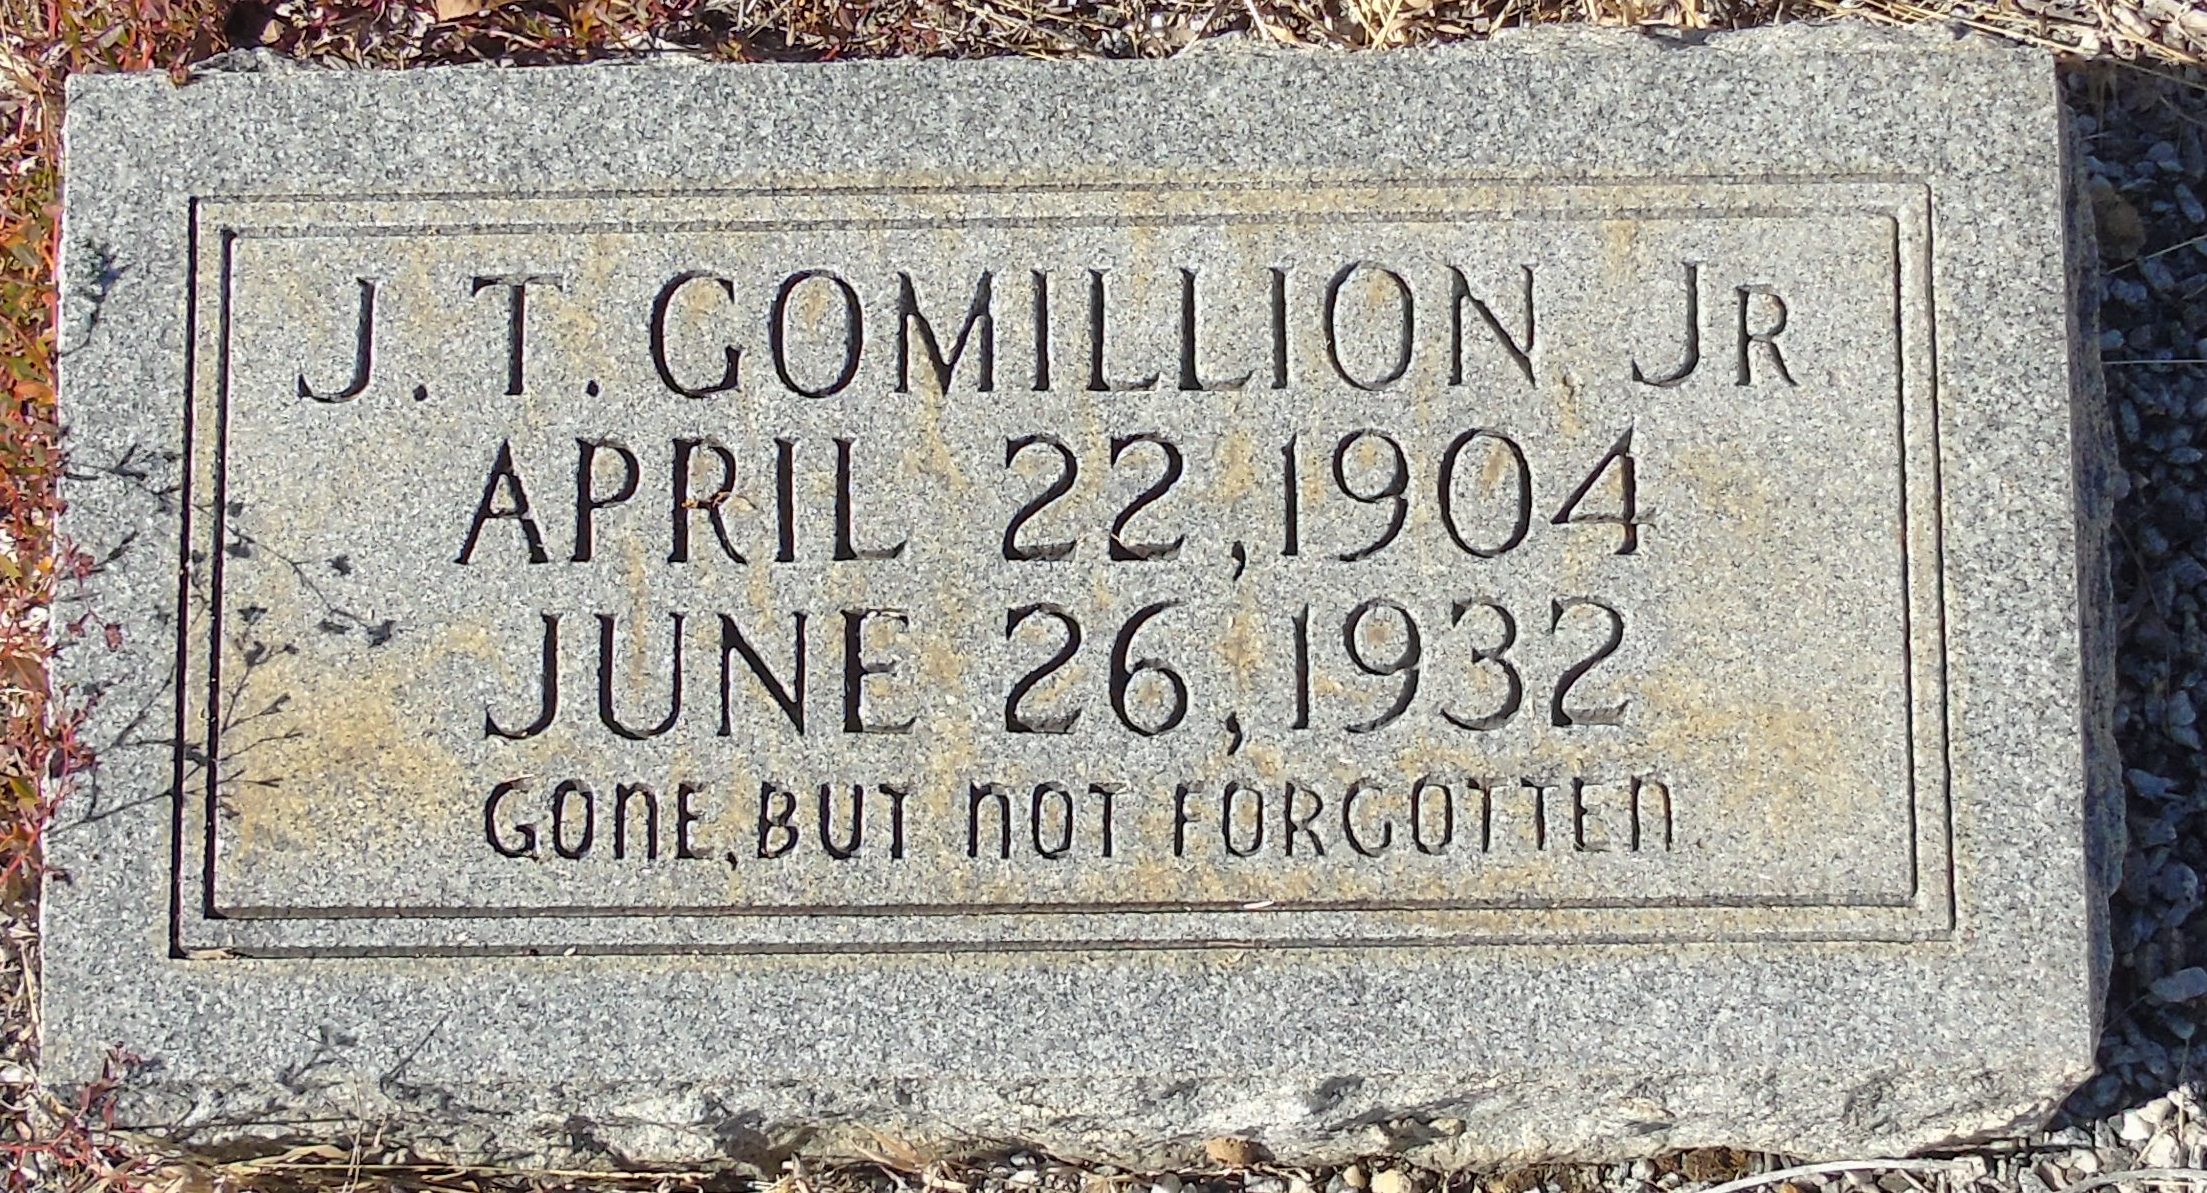 J. T. GOMILLION JR
APRIL 22, 1904
JUNE 26, 1932
GONE, BUT NOT FORGOTTEN